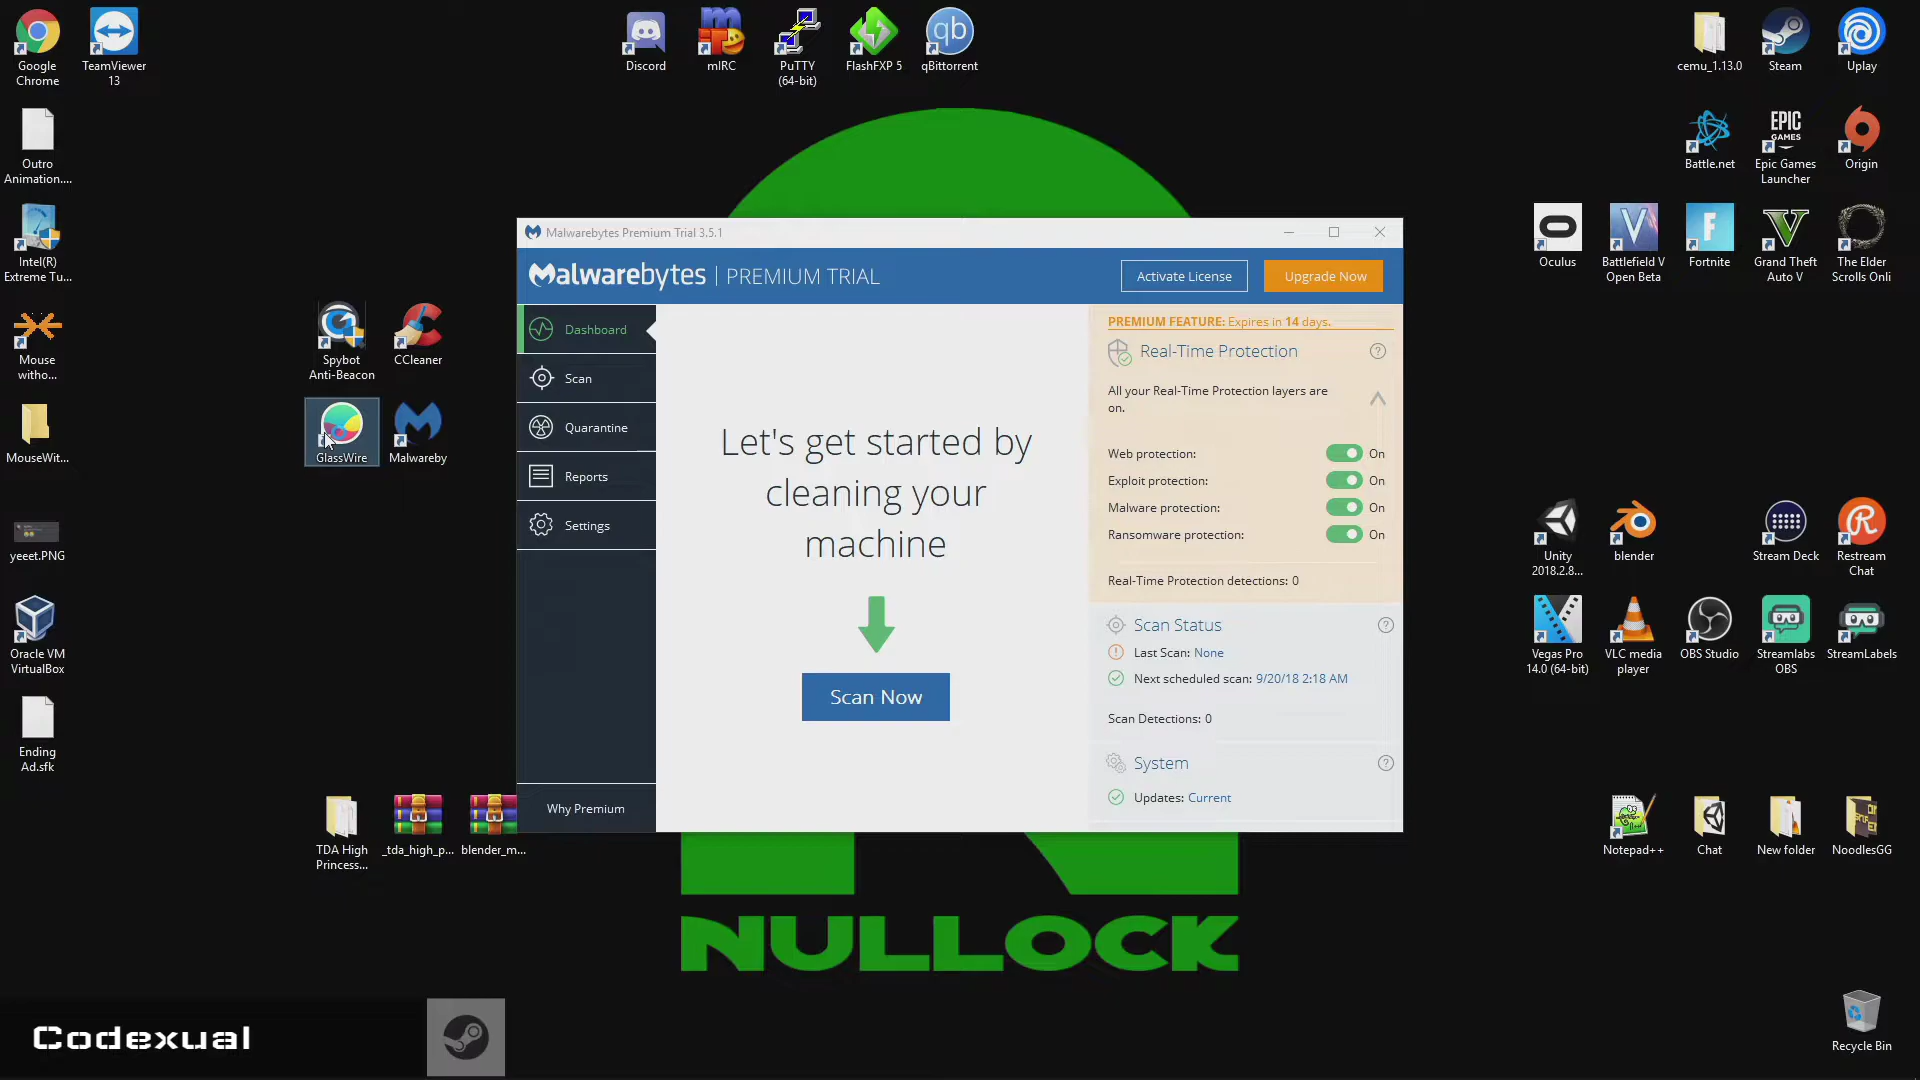 Google
Chrome
TeamViewer
13
Discord
mIRC
PuTTY
(64-bit)
FlashFXP 5
qBittorrent
cemu_1.13.0
Steam
Uplay
Outro
Animation....
Battle.net
Epic Games
Launcher
Origin
Intel(R)
Extreme Tu...
Oculus
Battlefield V
Open Beta
Fortnite
Grand Theft
Auto V
The Elder
Scrolls Onli
Mouse
witho...
Spybot
Anti-Beacon
CCleaner
MouseWit...
GlassWire
Malwareby
yeeet.PNG
Unity
2018.2.8...
blender
Stream Deck
Restream
Chat
Oracle VM
VirtualBox
Vegas Pro
14.0 (64-bit)
VLC media
player
OBS Studio
Streamlabs
OBS
StreamLabels
Ending
Ad.sfk
TDA High
Princess...
_tda_high_p...
blender_m...
Notepad++
Chat
New folder
NoodlesGG
Recycle Bin
Malwarebytes Premium Trial 3.5.1
Malwarebytes | PREMIUM TRIAL
Activate License
Upgrade Now
Dashboard
Scan
Quarantine
Reports
Settings
Why Premium
Let's get started by
cleaning your
machine
Scan Now
PREMIUM FEATURE: Expires in 14 days.
Real-Time Protection
All your Real-Time Protection layers are
on.
Web protection: On
Exploit protection: On
Malware protection: On
Ransomware protection: On
Real-Time Protection detections: 0
Scan Status
Last Scan: None
Next scheduled scan: 9/20/18 2:18 AM
Scan Detections: 0
System
Updates: Current
EPIC
GAMES
NULLOCK
Codexual